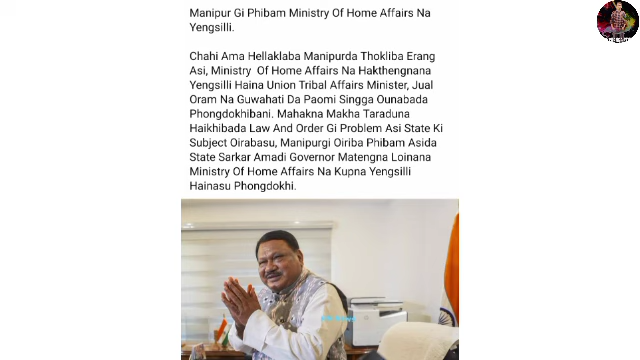 Manipur Gi Phibam Ministry Of Home Affairs Na
Yengsilli.
Chahi Ama Hellaklaba Manipurda Thokliba Erang
Asi, Ministry Of Home Affairs Na Hakthengnana
Yengsilli Haina Union Tribal Affairs Minister, Jual
Oram Na Guwahati Da Paomi Singga Ounabada
Phongdokhibani. Mahakna Makha Taraduna
Haikhibada Law And Order Gi Problem Asi State Ki
Subject Oirabasu, Manipurgi Oiriba Phibam Asida
State Sarkar Amadi Governor Matengna Loinana
Ministry Of Home Affairs Na Kupna Yengsilli
Hainasu Phongdokhi.